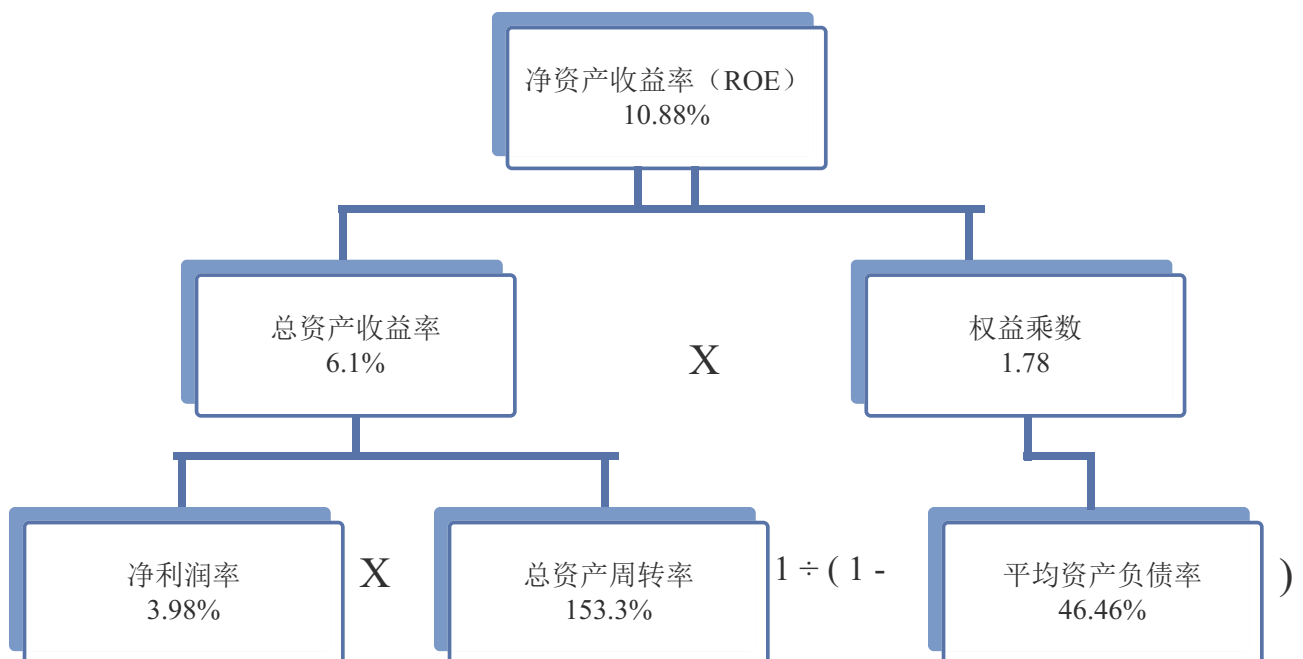 净资产收益率（ROE）
10.88%
总资产收益率
6.1%
X
权益乘数
1.78
净利润率
3.98%
X
总资产周转率
153.3%
1 ÷ ( 1 -
平均资产负债率
46.46%
)